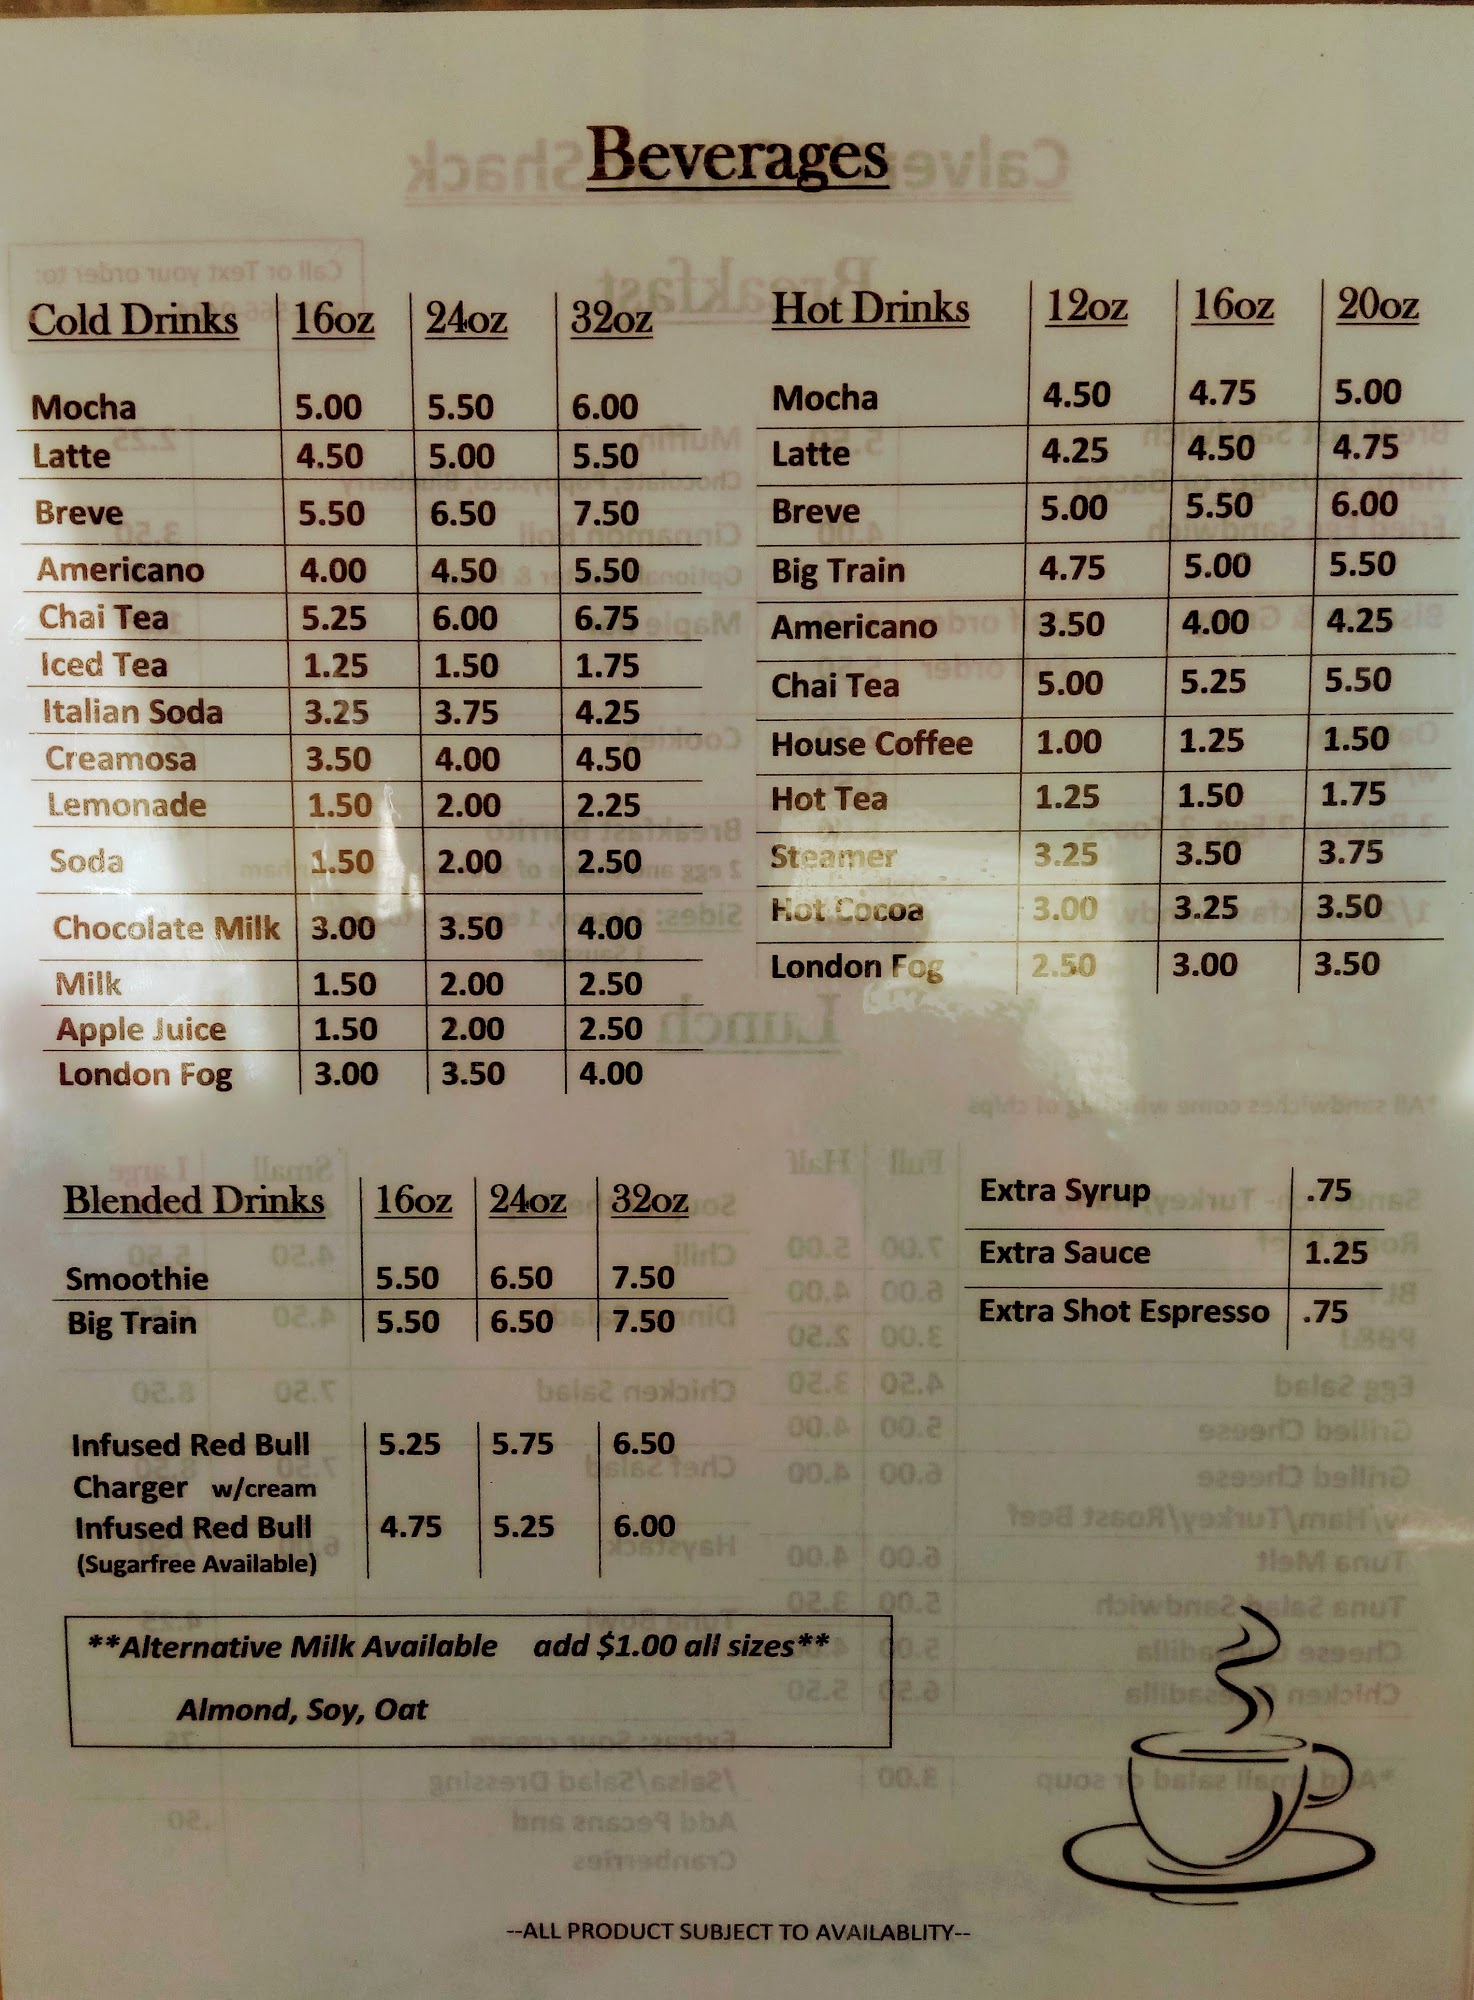 Beverages
Cold Drinks 16oz 24oz 32oz
Mocha 5.00 5.50 6.00
Latte 4.50 5.00 5.50
Breve 5.50 6.50 7.50
Americano 4.00 4.50 5.50
Chai Tea 5.25 6.00 6.75
Iced Tea 1.25 1.50 1.75
Italian Soda 3.25 3.75 4.25
Creamosa 3.50 4.00 4.50
Lemonade 1.50 2.00 2.25
Soda 1.50 2.00 2.50
Chocolate Milk 3.00 3.50 4.00
Milk 1.50 2.00 2.50
Apple Juice 1.50 2.00 2.50
London Fog 3.00 3.50 4.00
Hot Drinks 12oz 16oz 20oz
Mocha 4.50 4.75 5.00
Latte 4.25 4.50 4.75
Breve 5.00 5.50 6.00
Big Train 4.75 5.00 5.50
Americano 3.50 4.00 4.25
Chai Tea 5.00 5.25 5.50
House Coffee 1.00 1.25 1.50
Hot Tea 1.25 1.50 1.75
Steamer 3.25 3.50 3.75
Hot Cocoa 3.00 3.25 3.50
London Fog 2.50 3.00 3.50
Blended Drinks 16oz 24oz 32oz
Smoothie 5.50 6.50 7.50
Big Train 5.50 6.50 7.50
Extra Syrup .75
Extra Sauce 1.25
Extra Shot Espresso .75
Infused Red Bull 5.25 5.75 6.50
Charger w/cream
Infused Red Bull 4.75 5.25 6.00
(Sugarfree Available)
**Alternative Milk Available add $1.00 all sizes**
Almond, Soy, Oat
--ALL PRODUCT SUBJECT TO AVAILABLITY--